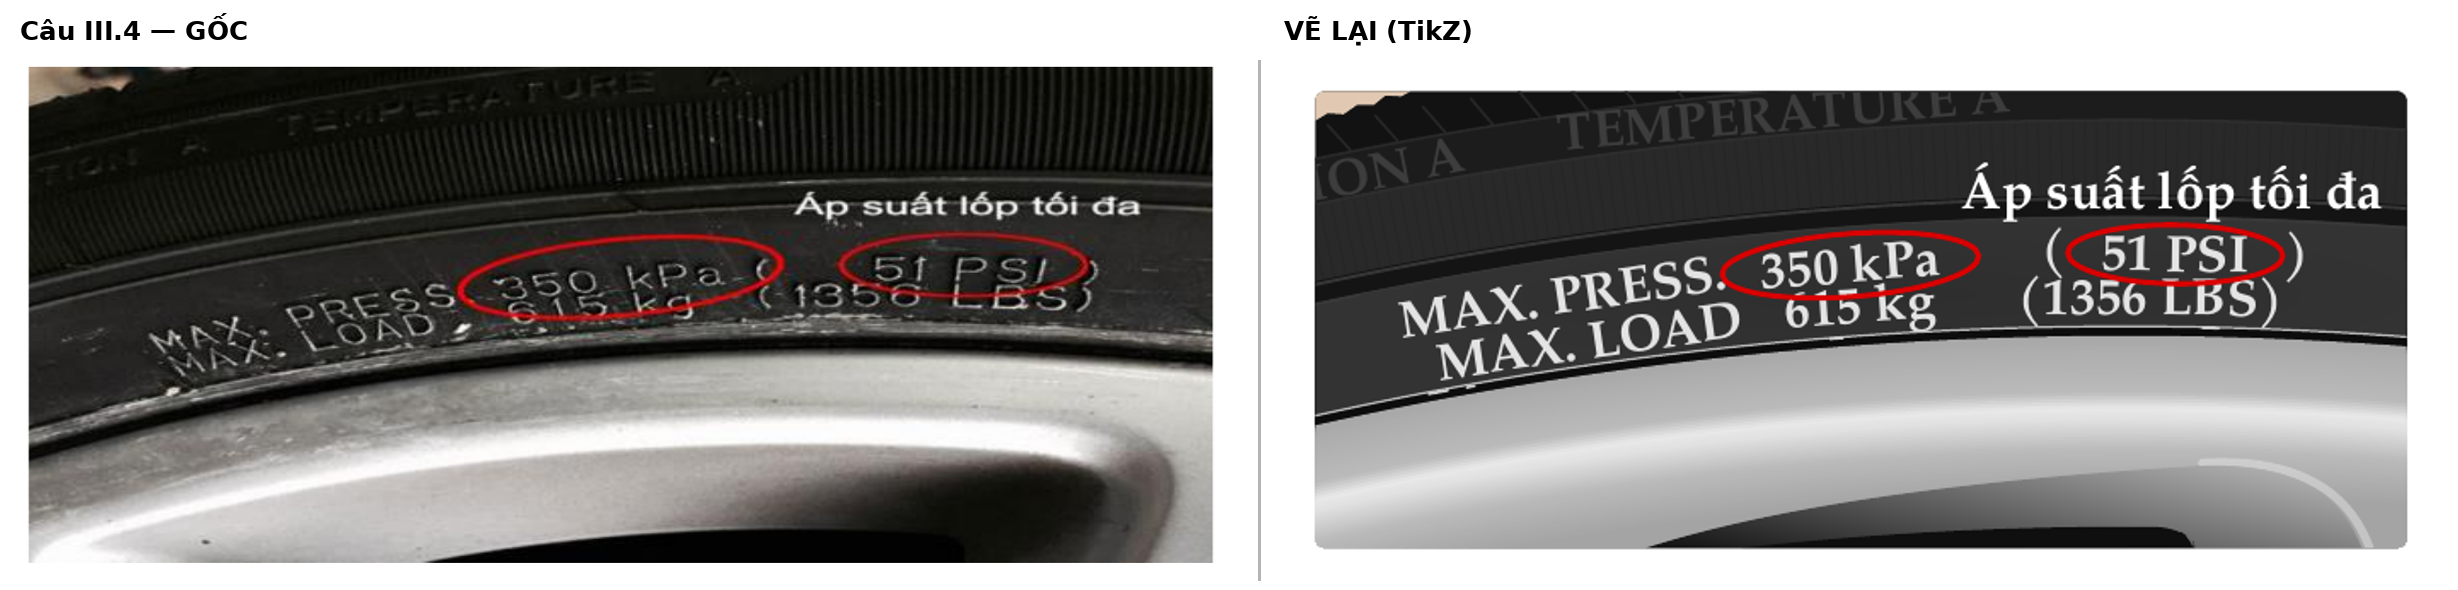 Câu III.4 — GỐC
TION A TEMPERATURE A
Áp suất lốp tối đa
MAX. PRESS. 350 kPa ( 51 PSI )
MAX. LOAD 615 kg (1356 LBS)
VẼ LẠI (TikZ)
ION A TEMPERATURE A
Áp suất lốp tối đa
MAX. PRESS. 350 kPa ( 51 PSI )
MAX. LOAD 615 kg (1356 LBS)